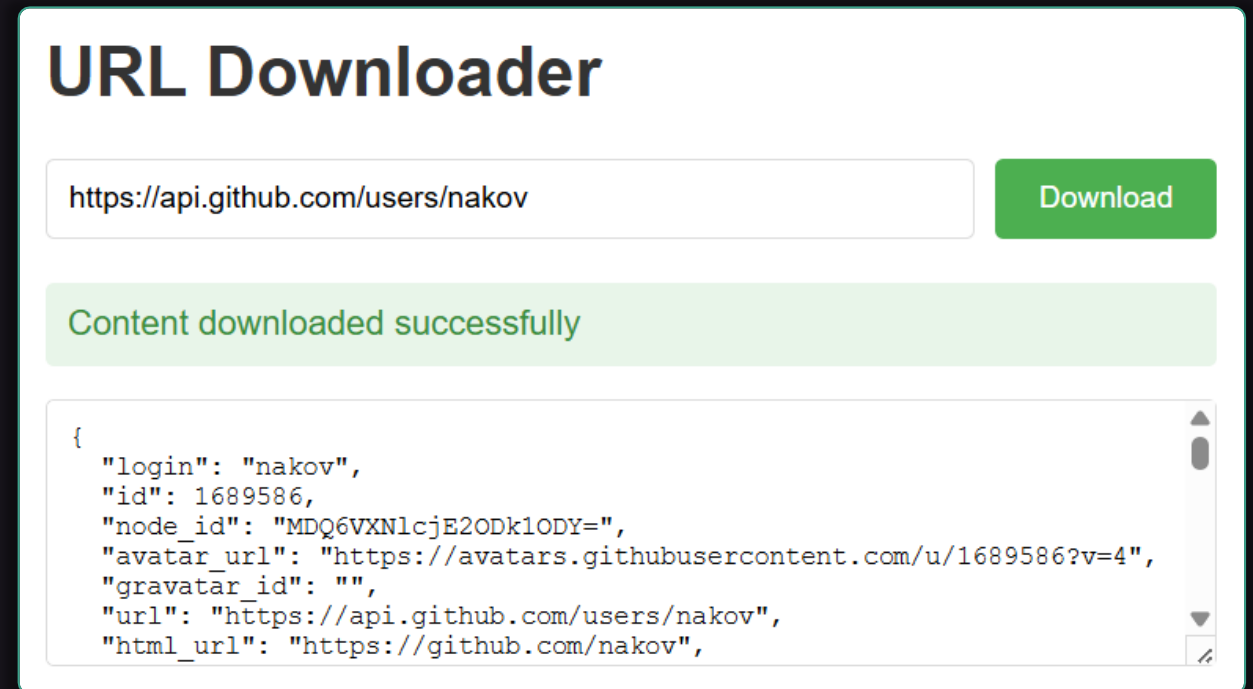 URL Downloader
https://api.github.com/users/nakov
Download
Content downloaded successfully
{
  "login": "nakov",
  "id": 1689586,
  "node_id": "MDQ6VXNlcjE2ODk1ODY=",
  "avatar_url": "https://avatars.githubusercontent.com/u/1689586?v=4",
  "gravatar_id": "",
  "url": "https://api.github.com/users/nakov",
  "html_url": "https://github.com/nakov",